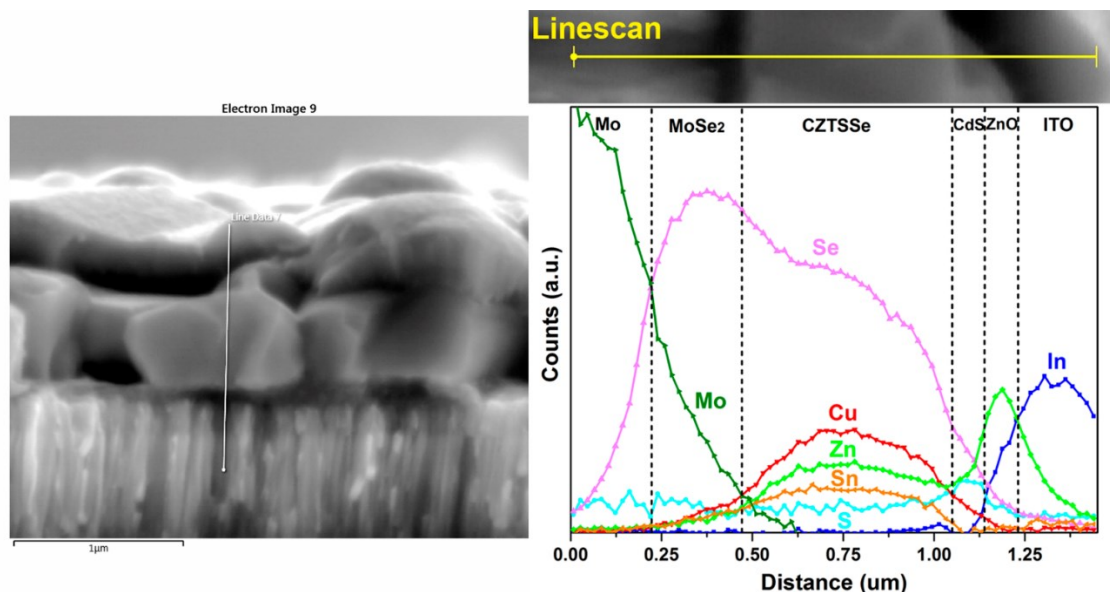 Electron Image 9
Line Data 7
1µm
Linescan
Mo MoSe2 CZTSSe CdS ZnO ITO
Se
In
Mo
Cu
Zn
Sn
S
Counts (a.u.)
0.00 0.25 0.50 0.75 1.00 1.25
Distance (um)